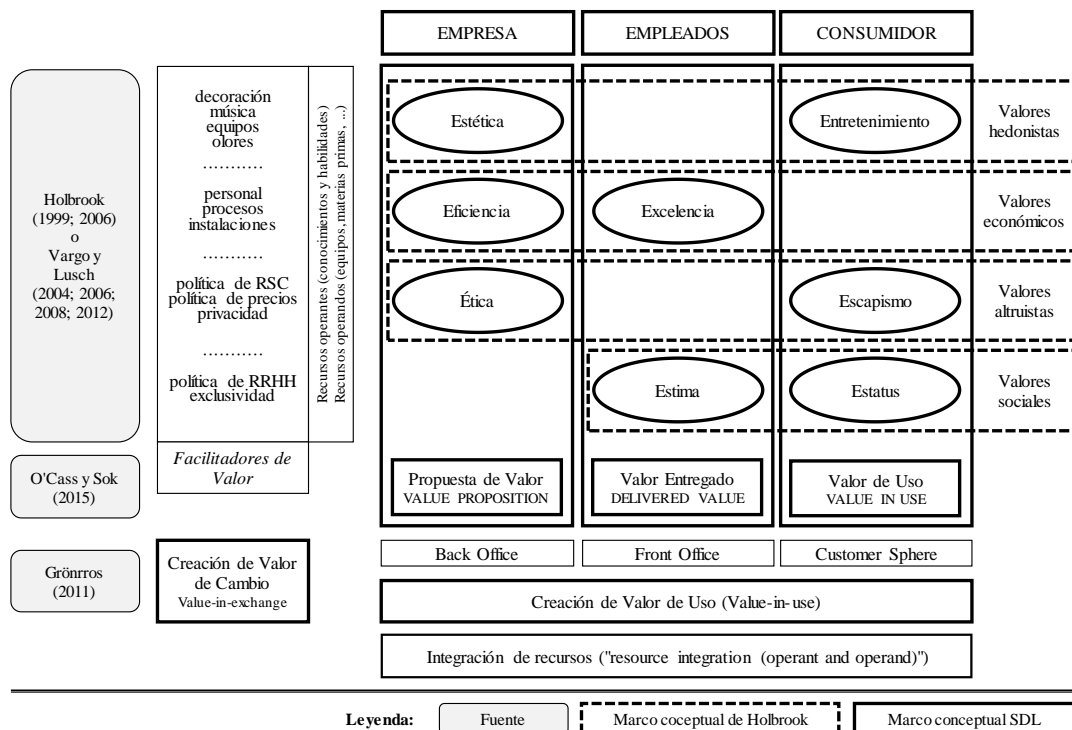 EMPRESA
EMPLEADOS
CONSUMIDOR
Holbrook
(1999; 2006)
o
Vargo y
Lusch
(2004; 2006;
2008; 2012)
decoración
música
equipos
olores
...........
personal
procesos
instalaciones
...........
política de RSC
política de precios
privacidad
...........
política de RRHH
exclusividad
Recursos operantes (conocimientos y habilidades)
Recursos operandos (equipos, materias primas, ...)
Estética
Entretenimiento
Valores
hedonistas
Eficiencia
Excelencia
Valores
económicos
Ética
Escapismo
Valores
altruistas
Estima
Estatus
Valores
sociales
O'Cass y Sok
(2015)
Facilitadores de
Valor
Propuesta de Valor
VALUE PROPOSITION
Valor Entregado
DELIVERED VALUE
Valor de Uso
VALUE IN USE
Grönrros
(2011)
Creación de Valor
de Cambio
Value-in-exchange
Back Office
Front Office
Customer Sphere
Creación de Valor de Uso (Value-in-use)
Integración de recursos ("resource integration (operant and operand)")
Leyenda:
Fuente
Marco coceptual de Holbrook
Marco conceptual SDL